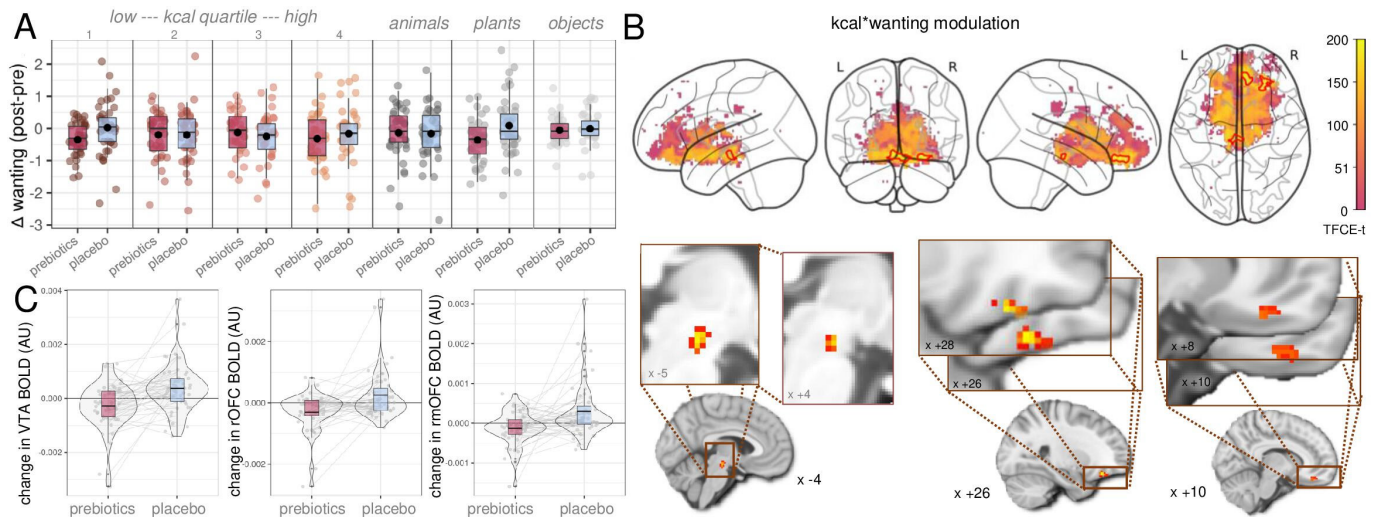 A
low --- kcal quartile --- high
animals
plants
objects
1
2
3
4
Δ wanting (post-pre)
2
1
0
-1
-2
-3
prebiotics
placebo
prebiotics
placebo
prebiotics
placebo
prebiotics
placebo
prebiotics
placebo
prebiotics
placebo
prebiotics
placebo
B
kcal*wanting modulation
L
R
L
R
200
150
100
51
0
TFCE-t
x -5
x +4
x -4
x +28
x +26
x +26
x +8
x +10
x +10
C
change in VTA BOLD (AU)
0.004
0.002
0.000
-0.002
prebiotics
placebo
change in rOFC BOLD (AU)
0.002
0.000
-0.002
prebiotics
placebo
change in rmOFC BOLD (AU)
0.003
0.002
0.001
0.000
-0.001
prebiotics
placebo